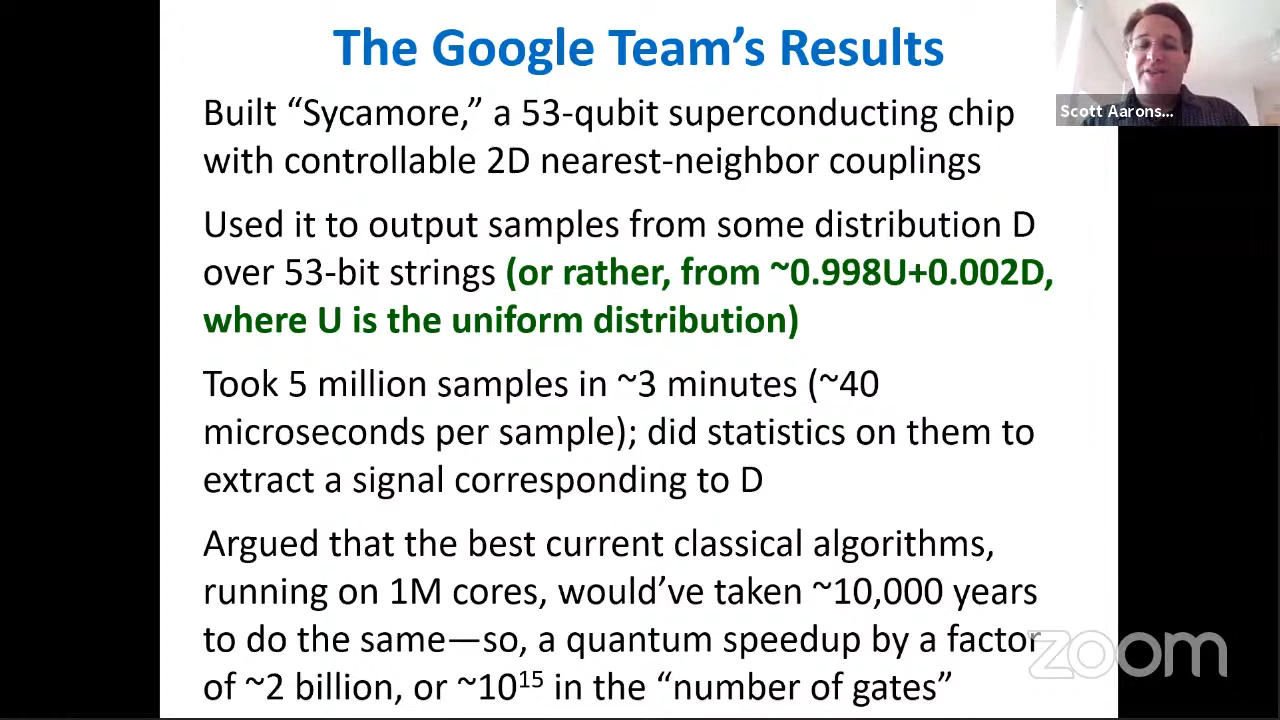 The Google Team’s Results
Scott Aarons...
Built “Sycamore,” a 53-qubit superconducting chip
with controllable 2D nearest-neighbor couplings
Used it to output samples from some distribution D
over 53-bit strings (or rather, from ~0.998U+0.002D,
where U is the uniform distribution)
Took 5 million samples in ~3 minutes (~40
microseconds per sample); did statistics on them to
extract a signal corresponding to D
Argued that the best current classical algorithms,
running on 1M cores, would’ve taken ~10,000 years
to do the same—so, a quantum speedup by a factor
of ~2 billion, or ~10¹⁵ in the “number of gates”
zoom